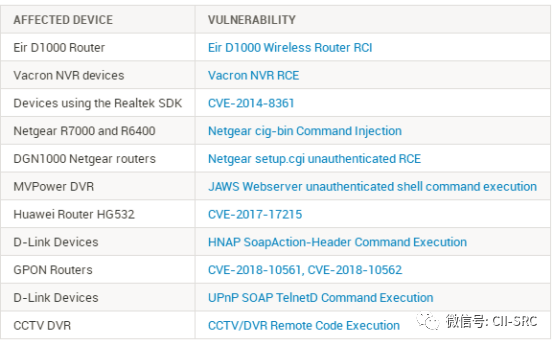 AFFECTED DEVICE VULNERABILITY
Eir D1000 Router Eir D1000 Wireless Router RCI
Vacron NVR devices Vacron NVR RCE
Devices using the Realtek SDK CVE-2014-8361
Netgear R7000 and R6400 Netgear cig-bin Command Injection
DGN1000 Netgear routers Netgear setup.cgi unauthenticated RCE
MVPower DVR JAWS Webserver unauthenticated shell command execution
Huawei Router HG532 CVE-2017-17215
D-Link Devices HNAP SoapAction-Header Command Execution
GPON Routers CVE-2018-10561, CVE-2018-10562
D-Link Devices UPnP SOAP TelnetD Command Execution
CCTV DVR CCTV/DVR Remote Code Execution
微信号: CII-SRC